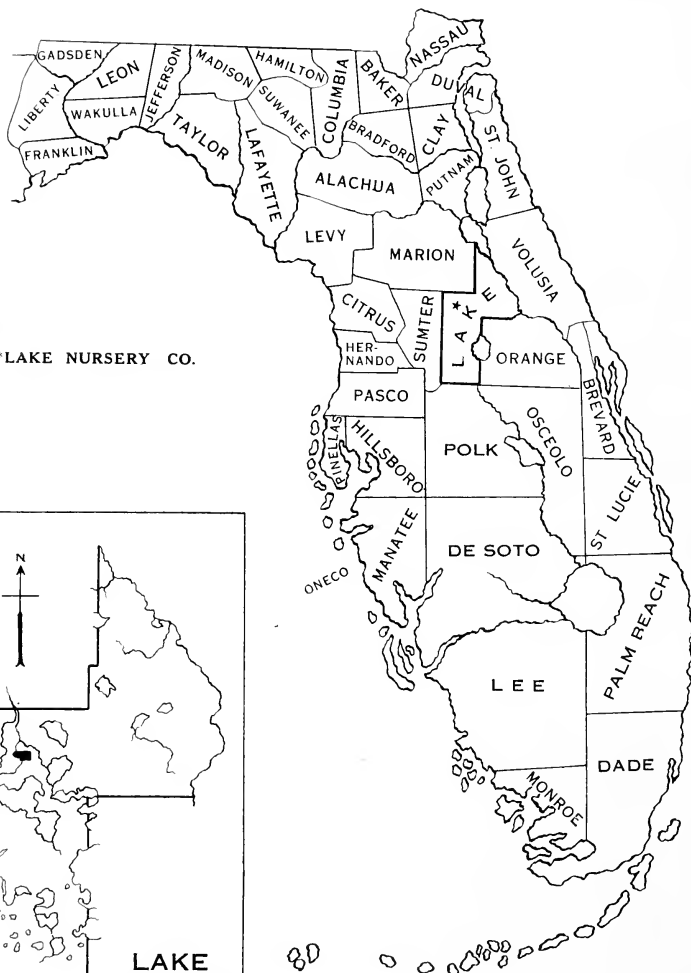 NASSAU
GADSDEN
LEON
JEFFERSON
MADISON
HAMILTON
COLUMBIA
BAKER
DUVAL
LIBERTY
WAKULLA
SUWANEE
BRADFORD
CLAY
ST. JOHN
FRANKLIN
TAYLOR
LAFAYETTE
ALACHUA
PUTNAM
LEVY
MARION
VOLUSIA
CITRUS
SUMTER
LAKE
*LAKE NURSERY CO.
HER-
NANDO
ORANGE
BREVARD
PASCO
PINELLAS
HILLSBORO
POLK
OSCEOLO
ST LUCIE
MANATEE
DE SOTO
ONECO
N
PALM BEACH
LEE
DADE
MONROE
LAKE